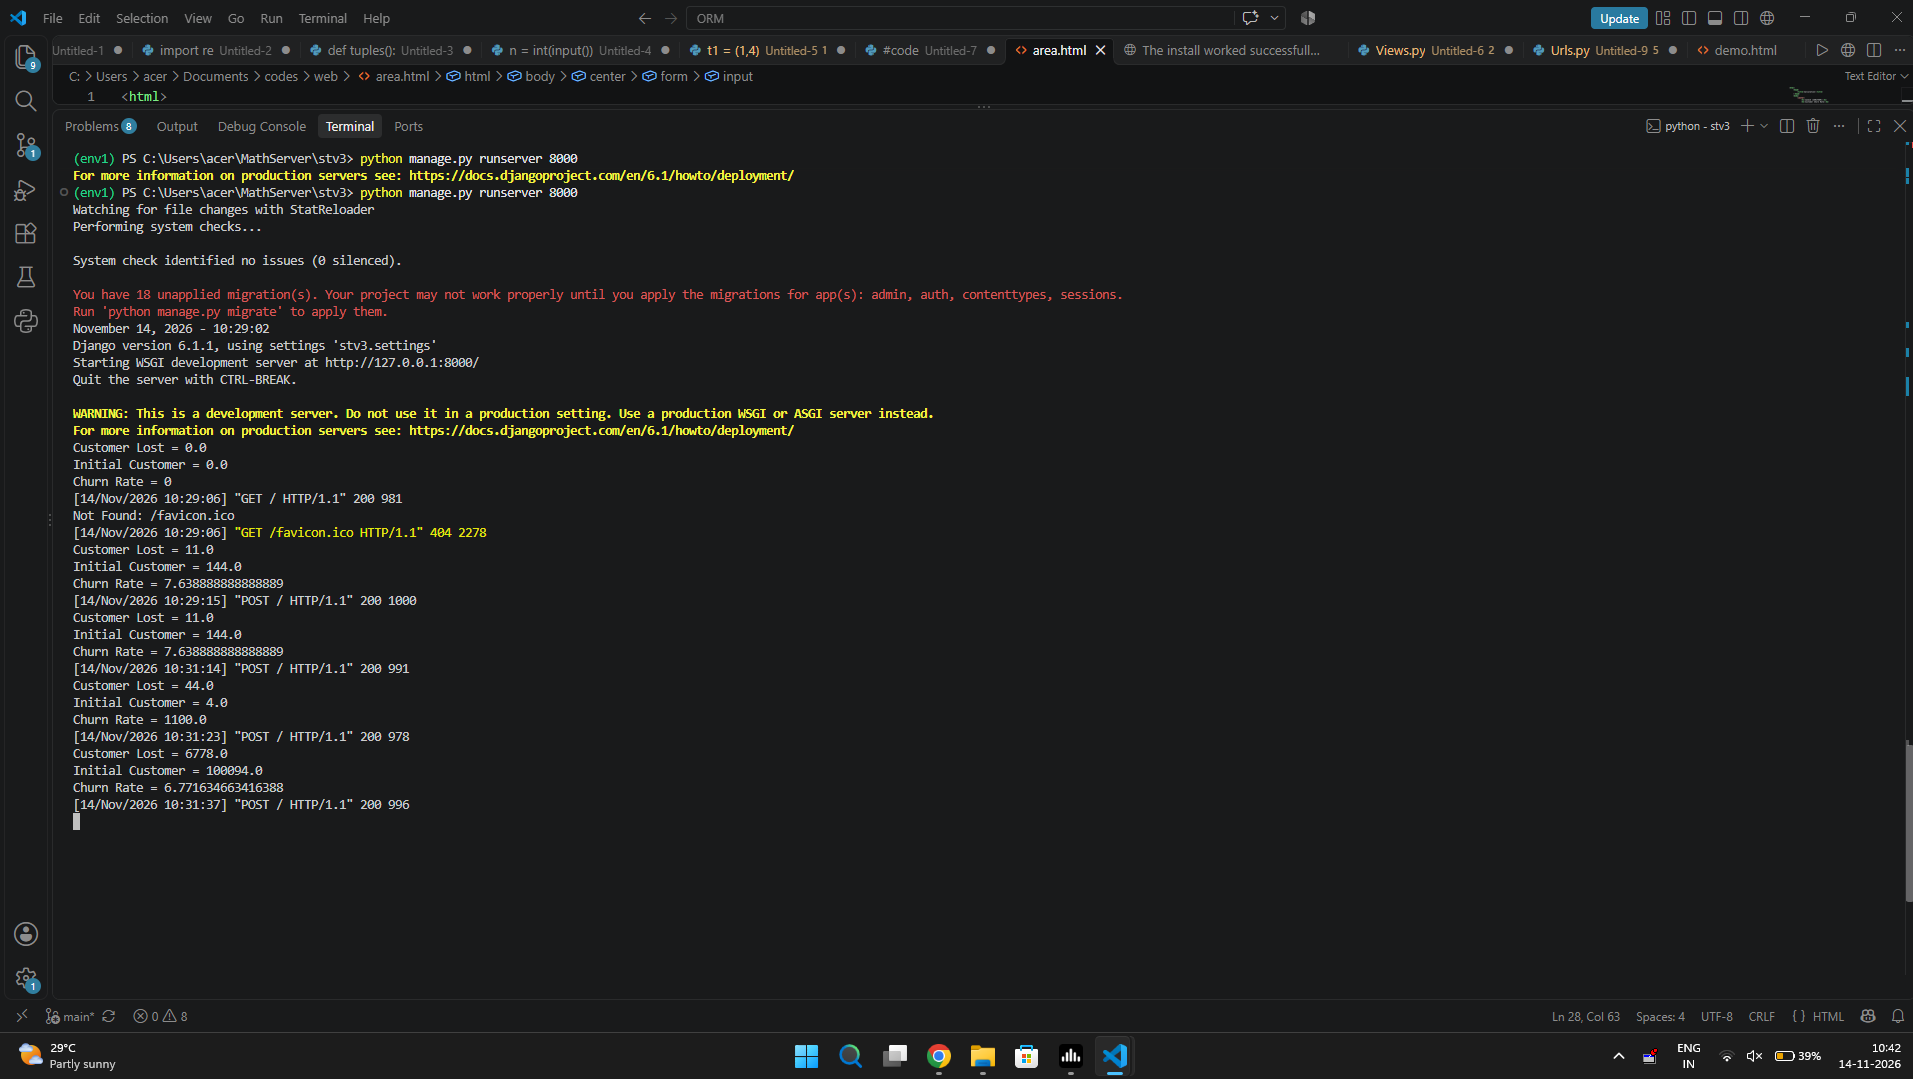 File Edit Selection View Go Run Terminal Help
ORM
Update
Untitled-1
import re Untitled-2
def tuples(): Untitled-3
n = int(input()) Untitled-4
t1 = (1,4) Untitled-5 1
#code Untitled-7
area.html
The install worked successfull...
Views.py Untitled-6 2
Urls.py Untitled-9 5
demo.html
C: > Users > acer > Documents > codes > web > area.html > html > body > center > form > input
Text Editor
1 <html>
9
1
Problems 8 Output Debug Console Terminal Ports
python - stv3
(env1) PS C:\Users\acer\MathServer\stv3> python manage.py runserver 8000
For more information on production servers see: https://docs.djangoproject.com/en/6.1/howto/deployment/
(env1) PS C:\Users\acer\MathServer\stv3> python manage.py runserver 8000
Watching for file changes with StatReloader
Performing system checks...
System check identified no issues (0 silenced).
You have 18 unapplied migration(s). Your project may not work properly until you apply the migrations for app(s): admin, auth, contenttypes, sessions.
Run 'python manage.py migrate' to apply them.
November 14, 2026 - 10:29:02
Django version 6.1.1, using settings 'stv3.settings'
Starting WSGI development server at http://127.0.0.1:8000/
Quit the server with CTRL-BREAK.
WARNING: This is a development server. Do not use it in a production setting. Use a production WSGI or ASGI server instead.
For more information on production servers see: https://docs.djangoproject.com/en/6.1/howto/deployment/
Customer Lost = 0.0
Initial Customer = 0.0
Churn Rate = 0
[14/Nov/2026 10:29:06] "GET / HTTP/1.1" 200 981
Not Found: /favicon.ico
[14/Nov/2026 10:29:06] "GET /favicon.ico HTTP/1.1" 404 2278
Customer Lost = 11.0
Initial Customer = 144.0
Churn Rate = 7.638888888888889
[14/Nov/2026 10:29:15] "POST / HTTP/1.1" 200 1000
Customer Lost = 11.0
Initial Customer = 144.0
Churn Rate = 7.638888888888889
[14/Nov/2026 10:31:14] "POST / HTTP/1.1" 200 991
Customer Lost = 44.0
Initial Customer = 4.0
Churn Rate = 1100.0
[14/Nov/2026 10:31:23] "POST / HTTP/1.1" 200 978
Customer Lost = 6778.0
Initial Customer = 100094.0
Churn Rate = 6.771634663416388
[14/Nov/2026 10:31:37] "POST / HTTP/1.1" 200 996
1
main* 0 8
Ln 28, Col 63 Spaces: 4 UTF-8 CRLF { } HTML
29°C
Partly sunny
ENG
IN
39%
10:42
14-11-2026